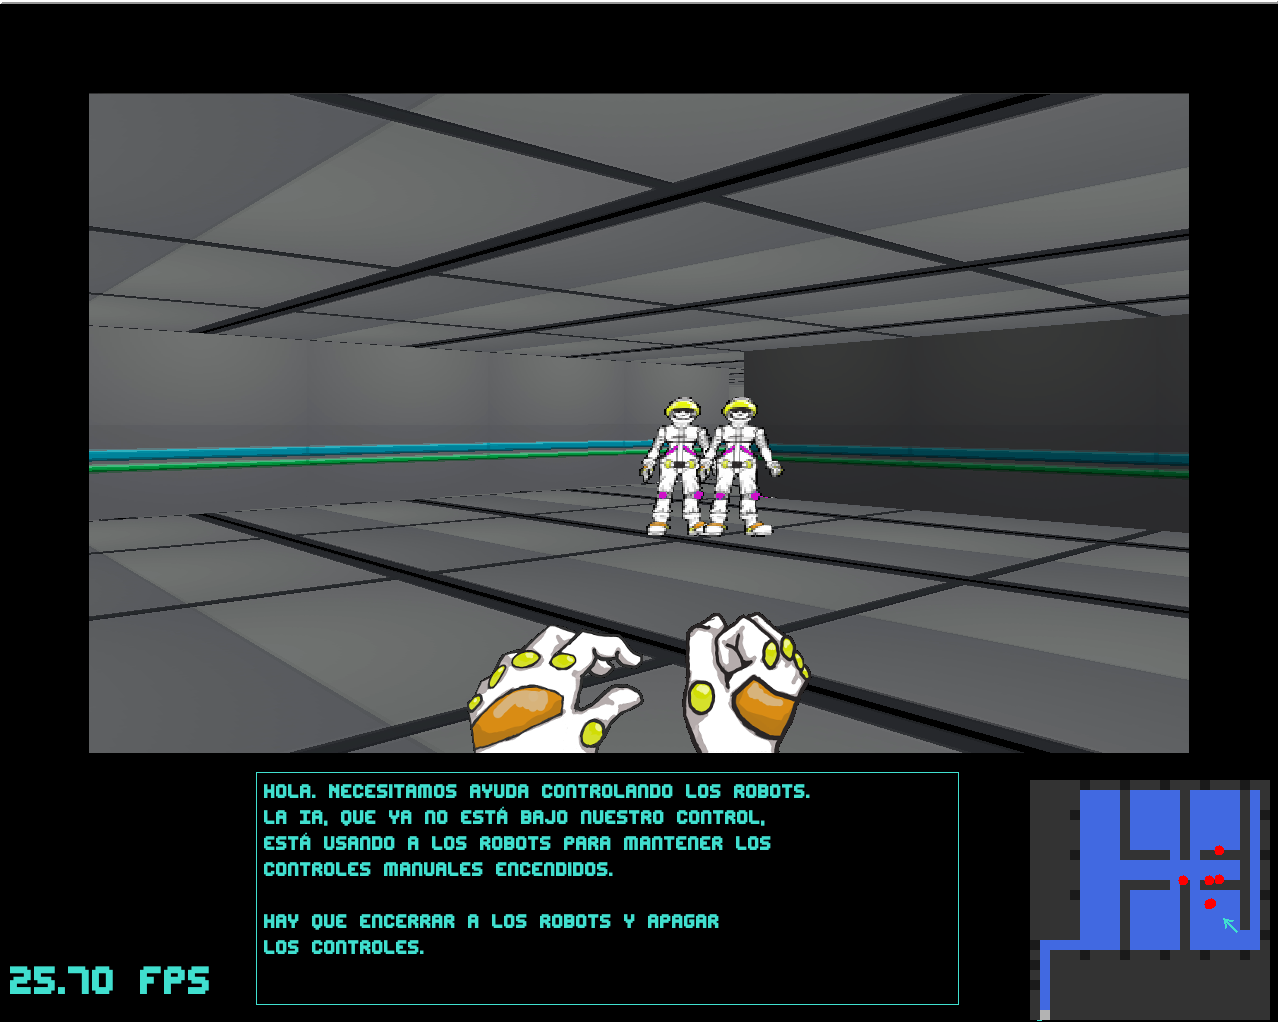 HOLA. NECESITAMOS AYUDA CONTROLANDO LOS ROBOTS.
LA IA, QUE YA NO ESTÁ BAJO NUESTRO CONTROL,
ESTÁ USANDO A LOS ROBOTS PARA MANTENER LOS
CONTROLES MANUALES ENCENDIDOS.
HAY QUE ENCERRAR A LOS ROBOTS Y APAGAR
LOS CONTROLES.
25.70 FPS